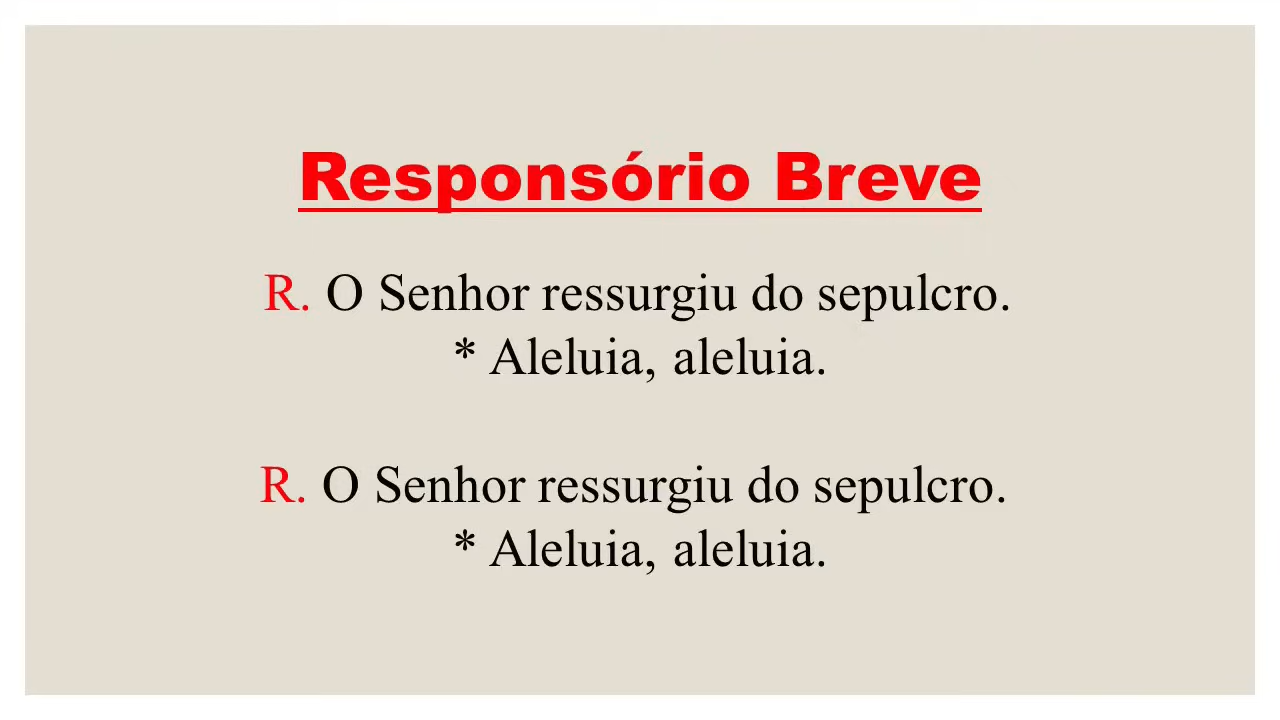 Responsório Breve
R. O Senhor ressurgiu do sepulcro.
* Aleluia, aleluia.
R. O Senhor ressurgiu do sepulcro.
* Aleluia, aleluia.